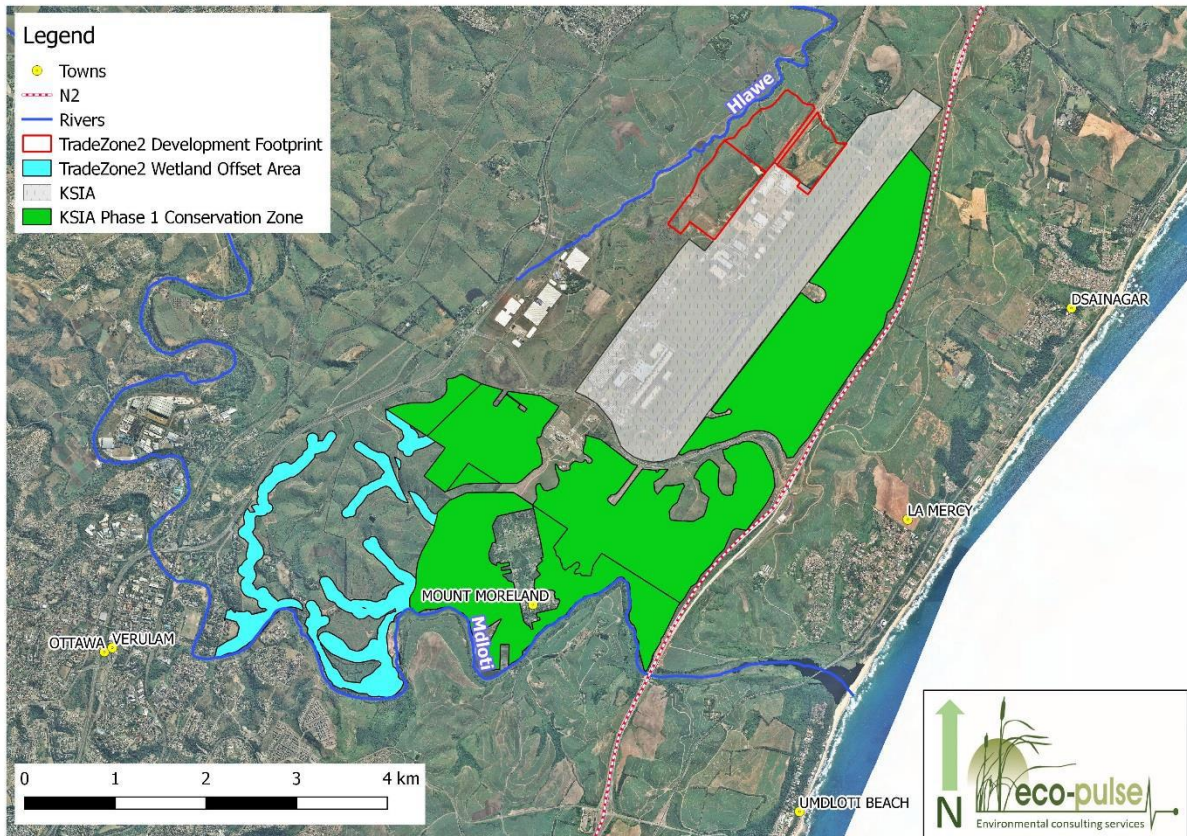 Legend
Towns
N2
Rivers
TradeZone2 Development Footprint
TradeZone2 Wetland Offset Area
KSIA
KSIA Phase 1 Conservation Zone
Hlawe
DSAINAGAR
LA MERCY
MOUNT MORELAND
Mdloti
OTTAWA
VERULAM
UMDLOTI BEACH
0 1 2 3 4 km
N
eco-pulse
Environmental consulting services